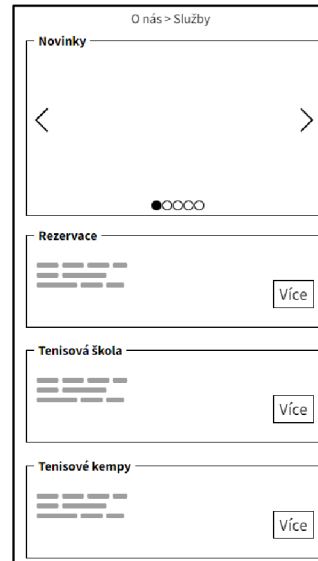 O nás > Služby
Novinky
Rezervace
Více
Tenisová škola
Více
Tenisové kempy
Více